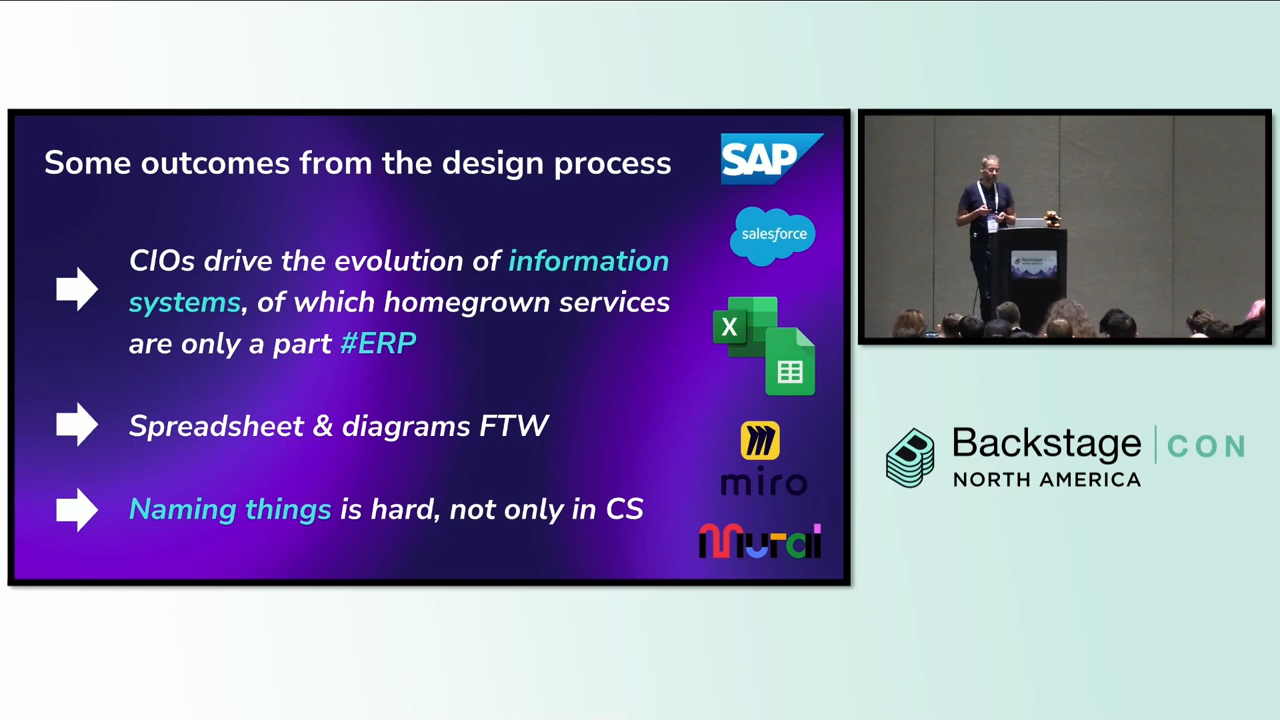 Some outcomes from the design process
SAP
salesforce
CIOs drive the evolution of information
systems, of which homegrown services
are only a part #ERP
X
Spreadsheet & diagrams FTW
miro
Naming things is hard, not only in CS
Mural
Backstage CON
NORTH AMERICA
Backstage